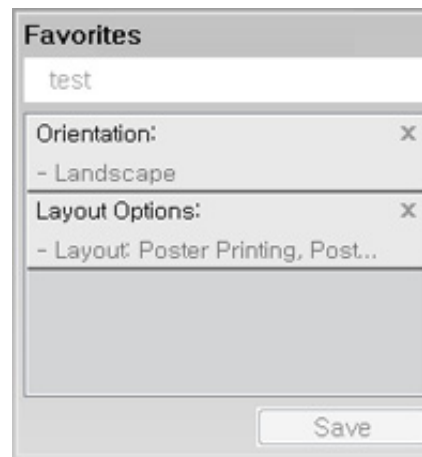 Favorites
test
Orientation: x
- Landscape
Layout Options: x
- Layout: Poster Printing, Post...
Save